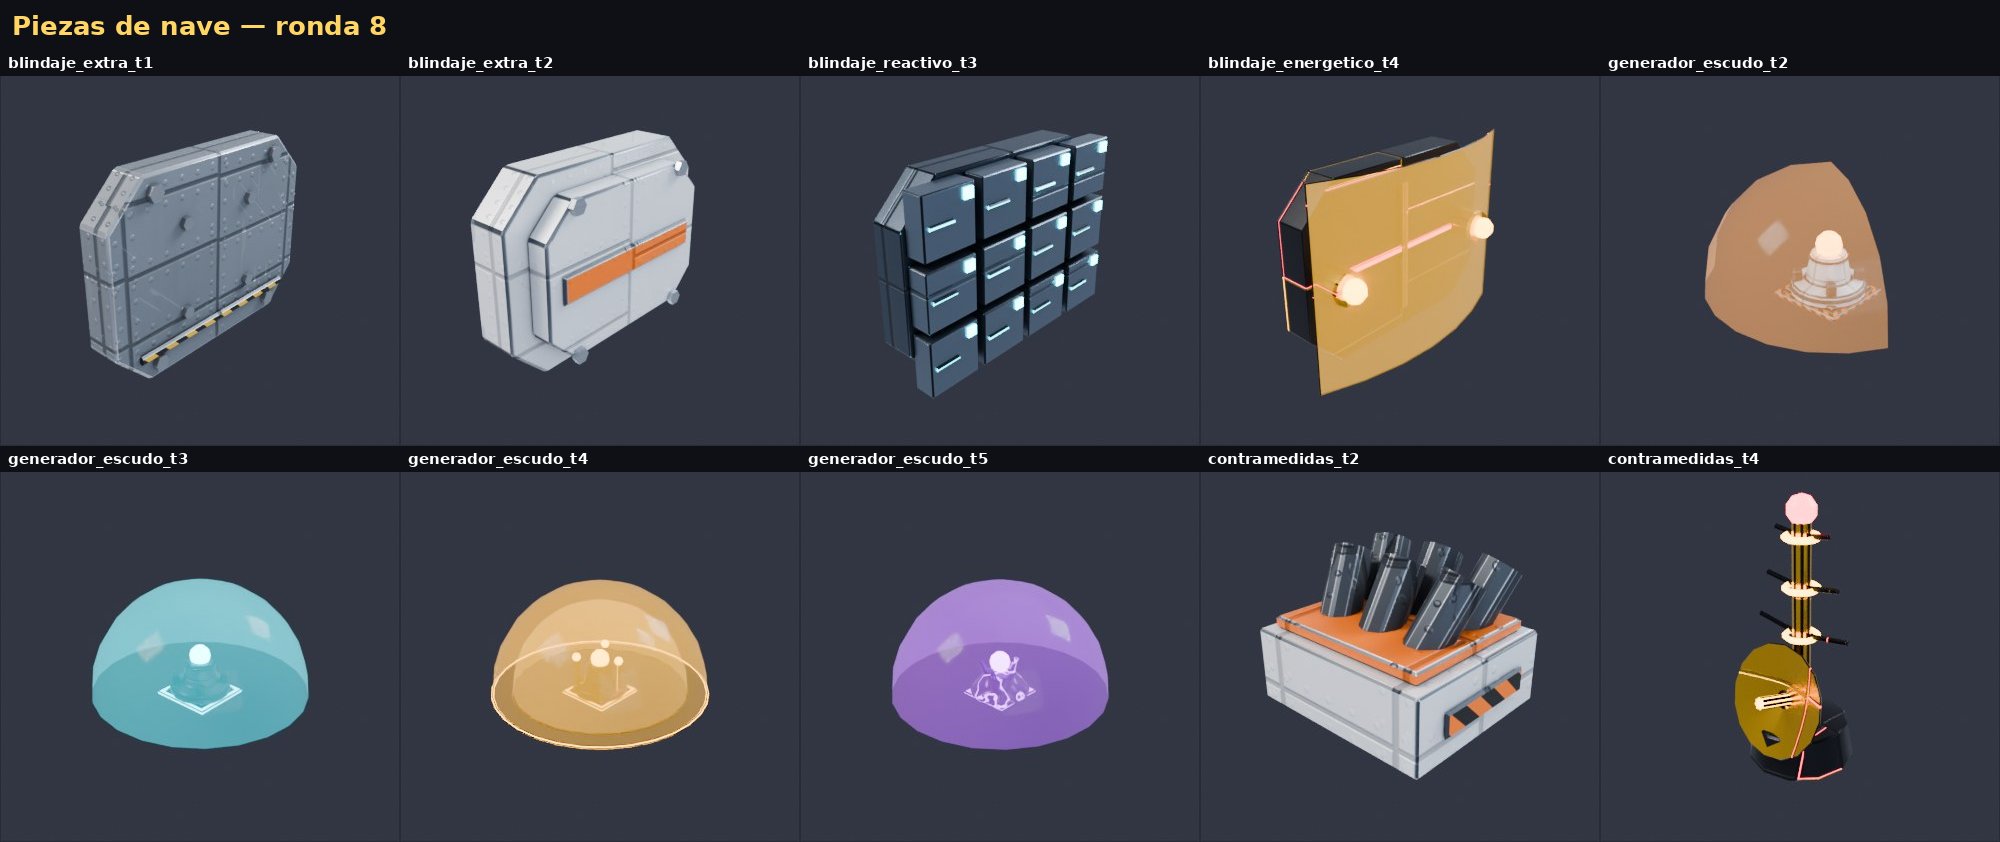 Piezas de nave — ronda 8
blindaje_extra_t1
blindaje_extra_t2
blindaje_reactivo_t3
blindaje_energetico_t4
generador_escudo_t2
generador_escudo_t3
generador_escudo_t4
generador_escudo_t5
contramedidas_t2
contramedidas_t4